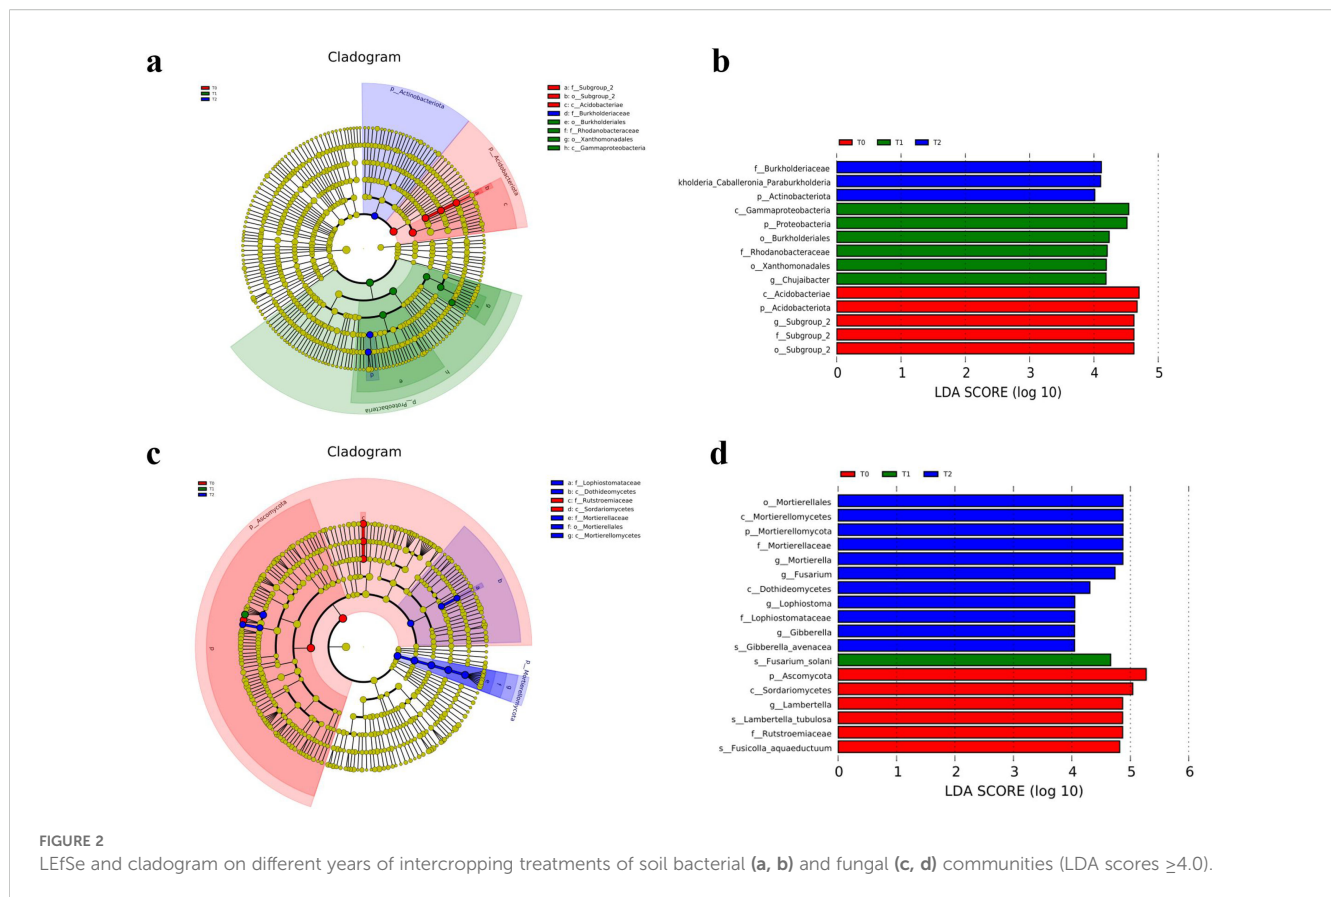 a
Cladogram
T0
T1
T2
p__Actinobacteriota
p__Acidobacteriota
c
p__Proteobacteria
h
e
g
a: f__Subgroup_2
b: o__Subgroup_2
c: c__Acidobacteriae
d: f__Burkholderiaceae
e: o__Burkholderiales
f: f__Rhodanobacteraceae
g: o__Xanthomonadales
h: c__Gammaproteobacteria
b
T0 T1 T2
f__Burkholderiaceae
kholderia_Caballeronia_Paraburkholderia
p__Actinobacteriota
c__Gammaproteobacteria
p__Proteobacteria
o__Burkholderiales
f__Rhodanobacteraceae
o__Xanthomonadales
g__Chujaibacter
c__Acidobacteriae
p__Acidobacteriota
g__Subgroup_2
f__Subgroup_2
o__Subgroup_2
0 1 2 3 4 5
LDA SCORE (log 10)
c
Cladogram
T0
T1
T2
p__Ascomycota
d
b
p__Mortierellomycota
g
f
e
a: f__Lophiostomataceae
b: c__Dothideomycetes
c: f__Rutstroemiaceae
d: c__Sordariomycetes
e: f__Mortierellaceae
f: o__Mortierellales
g: c__Mortierellomycetes
d
T0 T1 T2
o__Mortierellales
c__Mortierellomycetes
p__Mortierellomycota
f__Mortierellaceae
g__Mortierella
g__Fusarium
c__Dothideomycetes
g__Lophiostoma
f__Lophiostomataceae
g__Gibberella
s__Gibberella_avenacea
s__Fusarium_solani
p__Ascomycota
c__Sordariomycetes
g__Lambertella
s__Lambertella_tubulosa
f__Rutstroemiaceae
s__Fusicolla_aquaeductuum
0 1 2 3 4 5 6
LDA SCORE (log 10)
FIGURE 2
LEfSe and cladogram on different years of intercropping treatments of soil bacterial (a, b) and fungal (c, d) communities (LDA scores ≥4.0).